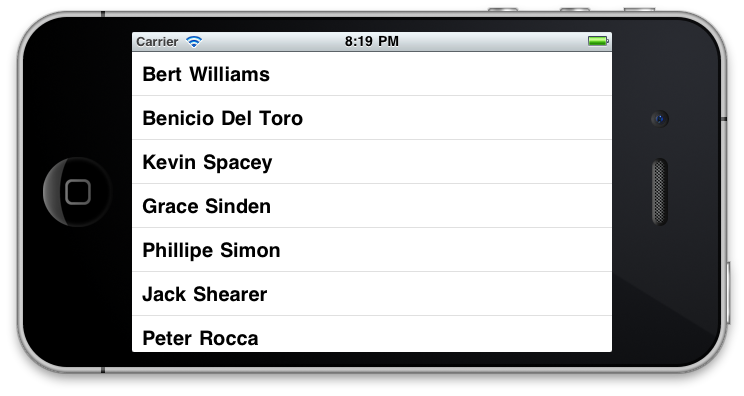 Carrier 8:19 PM
Bert Williams
Benicio Del Toro
Kevin Spacey
Grace Sinden
Phillipe Simon
Jack Shearer
Peter Rocca